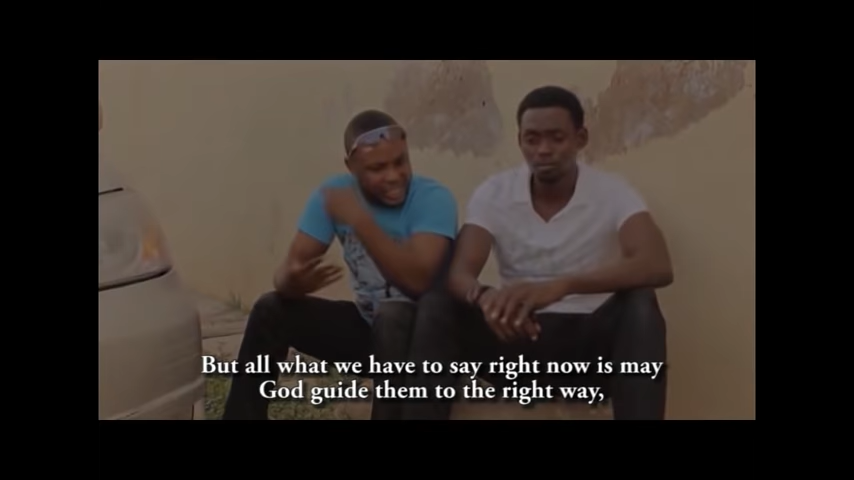 But all what we have to say right now is may
God guide them to the right way,